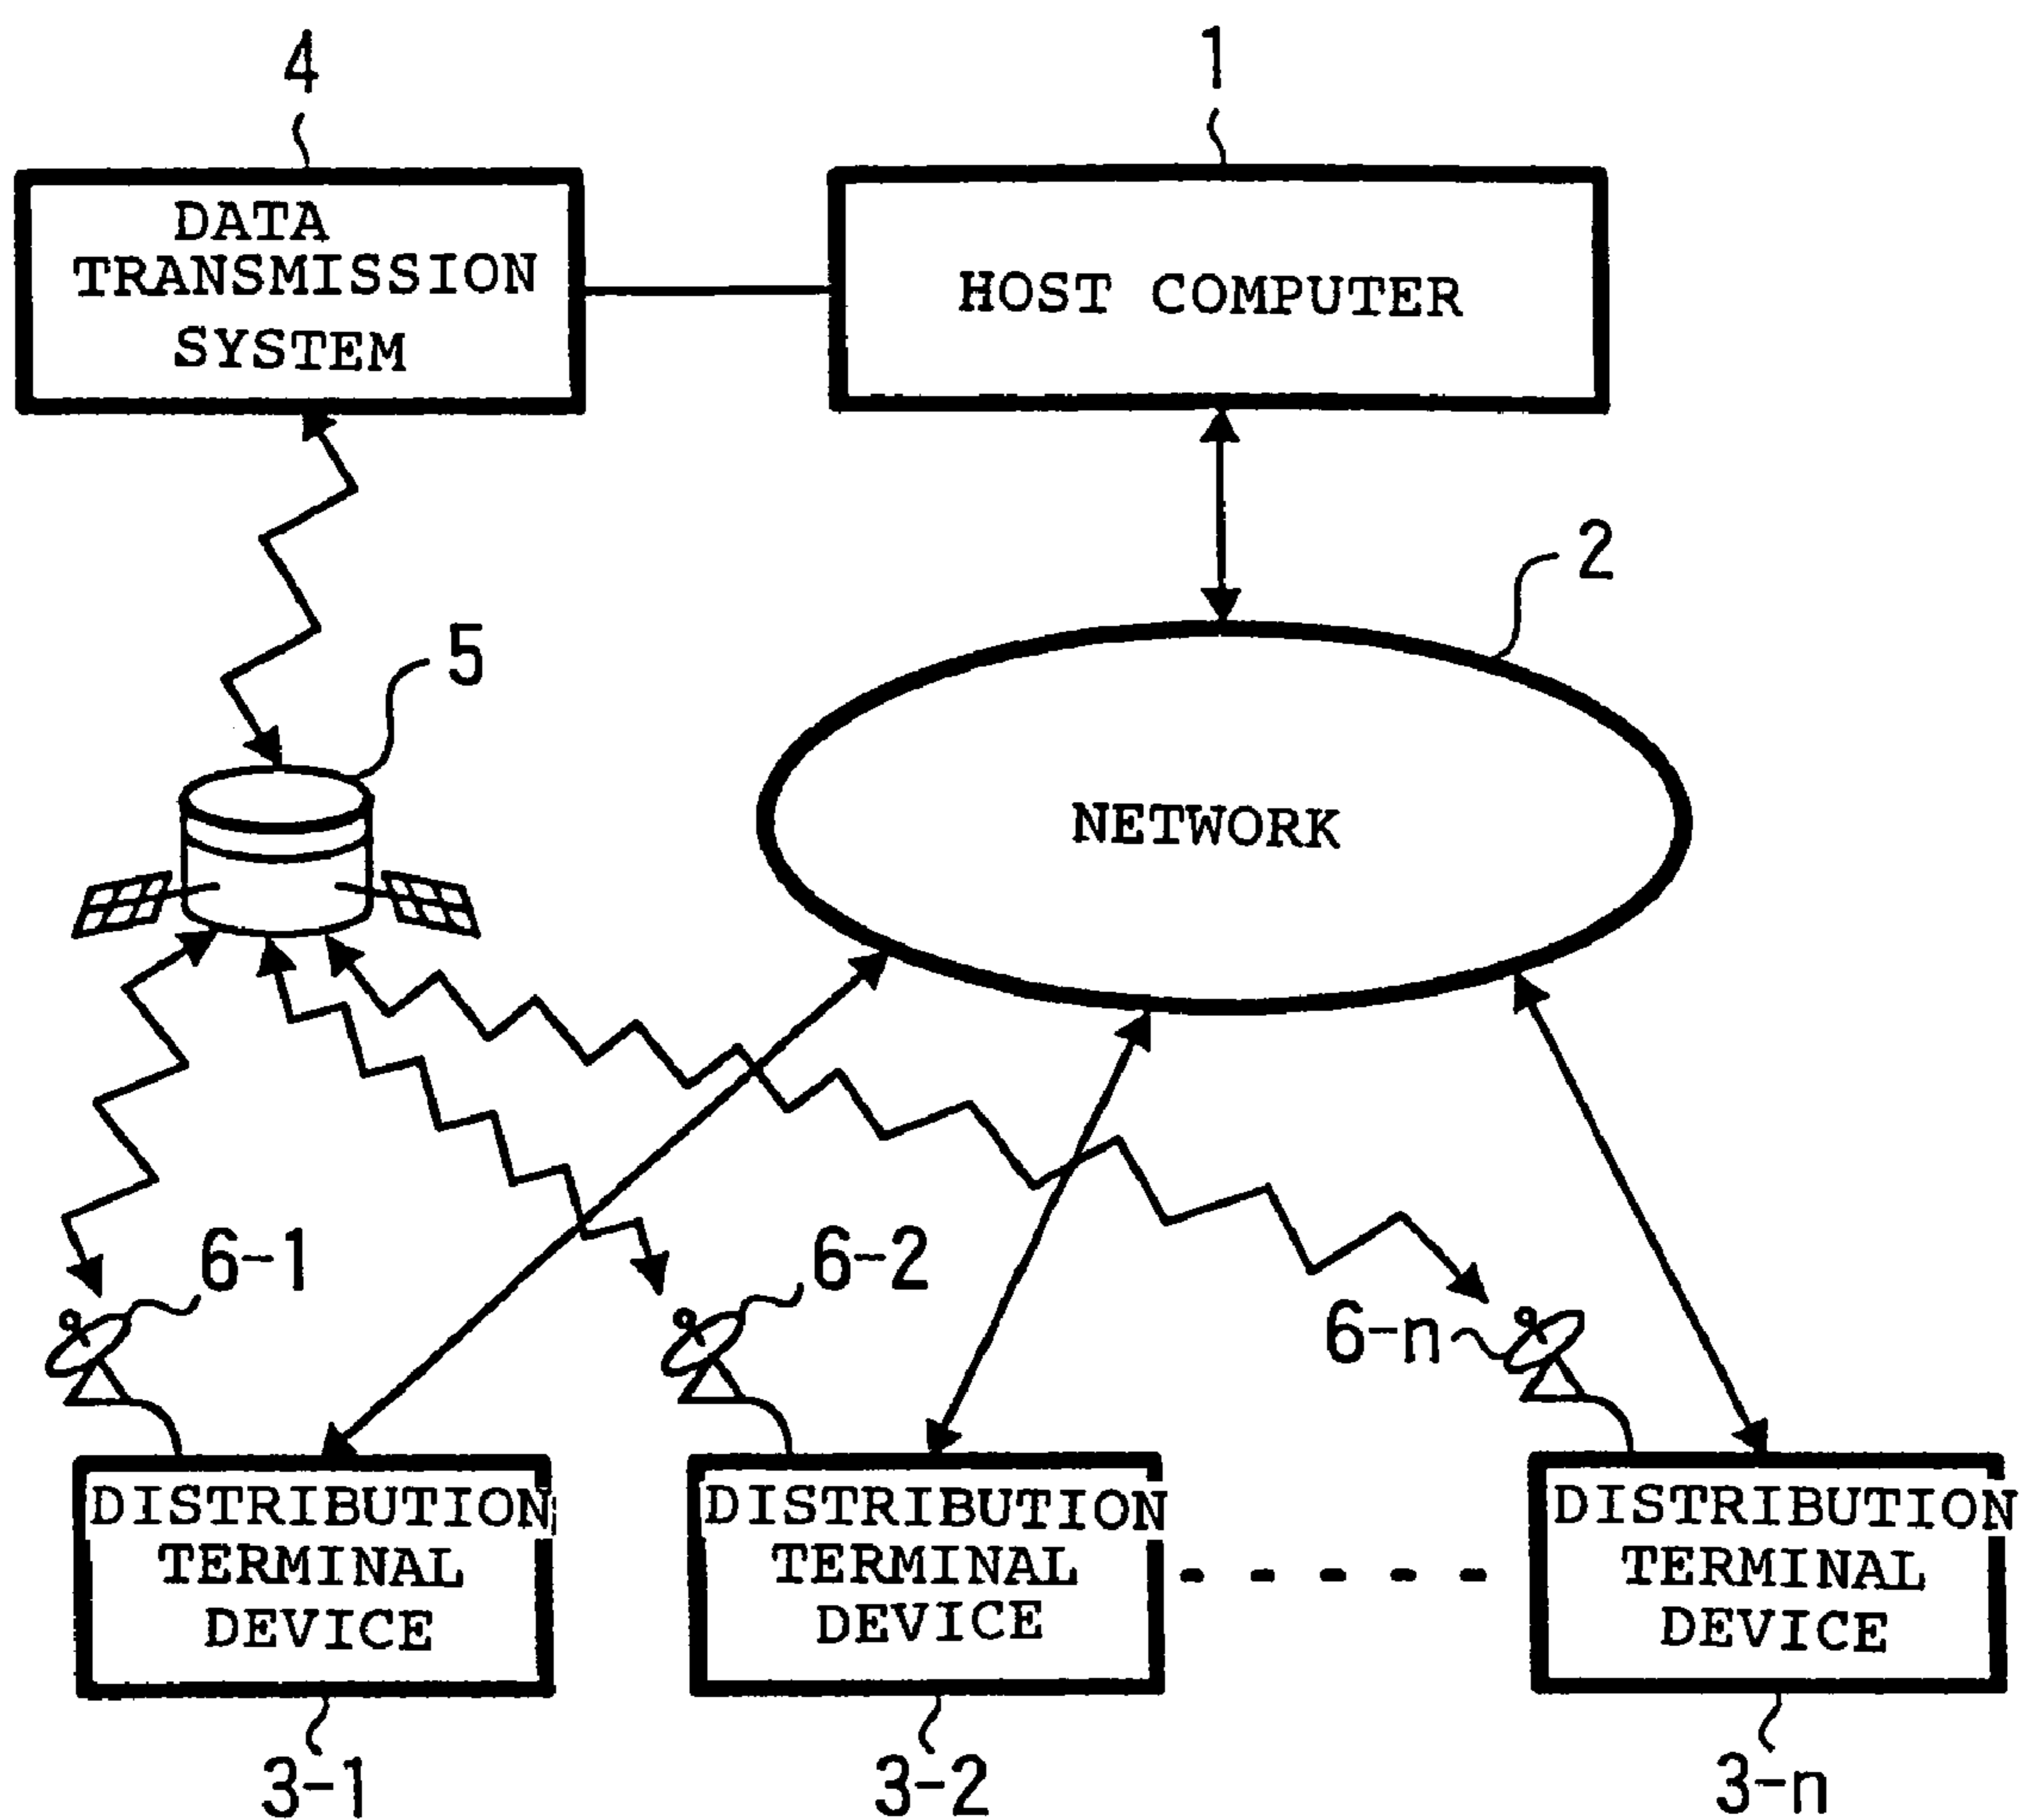 4
1
DATA
TRANSMISSION
SYSTEM
HOST COMPUTER
2
5
NETWORK
6-1
6-2
6-n
DISTRIBUTION
TERMINAL
DEVICE
DISTRIBUTION
TERMINAL
DEVICE
DISTRIBUTION
TERMINAL
DEVICE
3-1
3-2
3-n